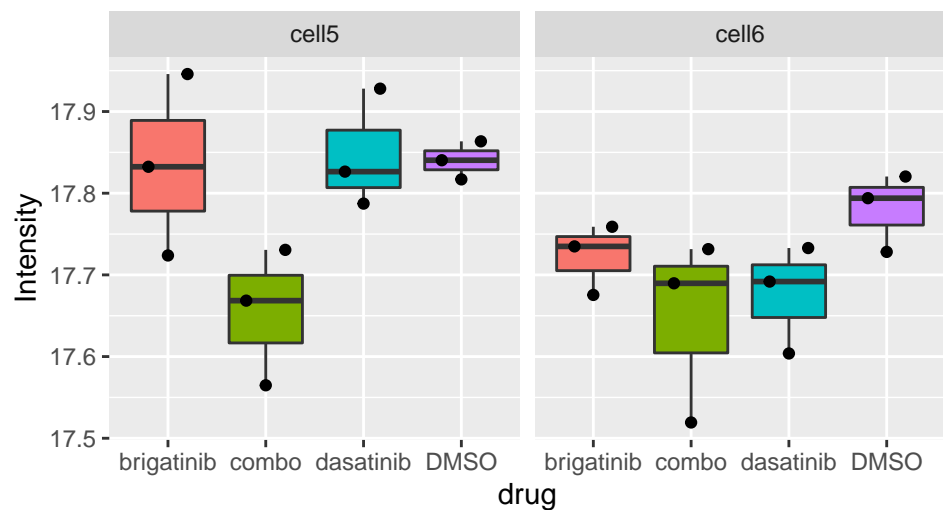 cell5 cell6
Intensity
17.9
17.8
17.7
17.6
17.5
brigatinib combo dasatinib DMSO brigatinib combo dasatinib DMSO
drug